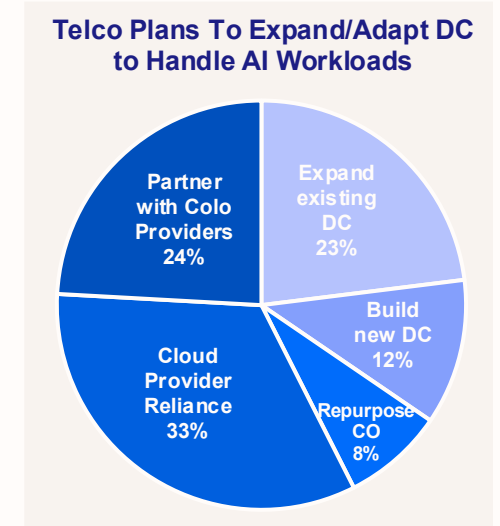 Telco Plans To Expand/Adapt DC
to Handle AI Workloads
Expand
existing
DC
23%
Build
new DC
12%
Repurpose
CO
8%
Cloud
Provider
Reliance
33%
Partner
with Colo
Providers
24%